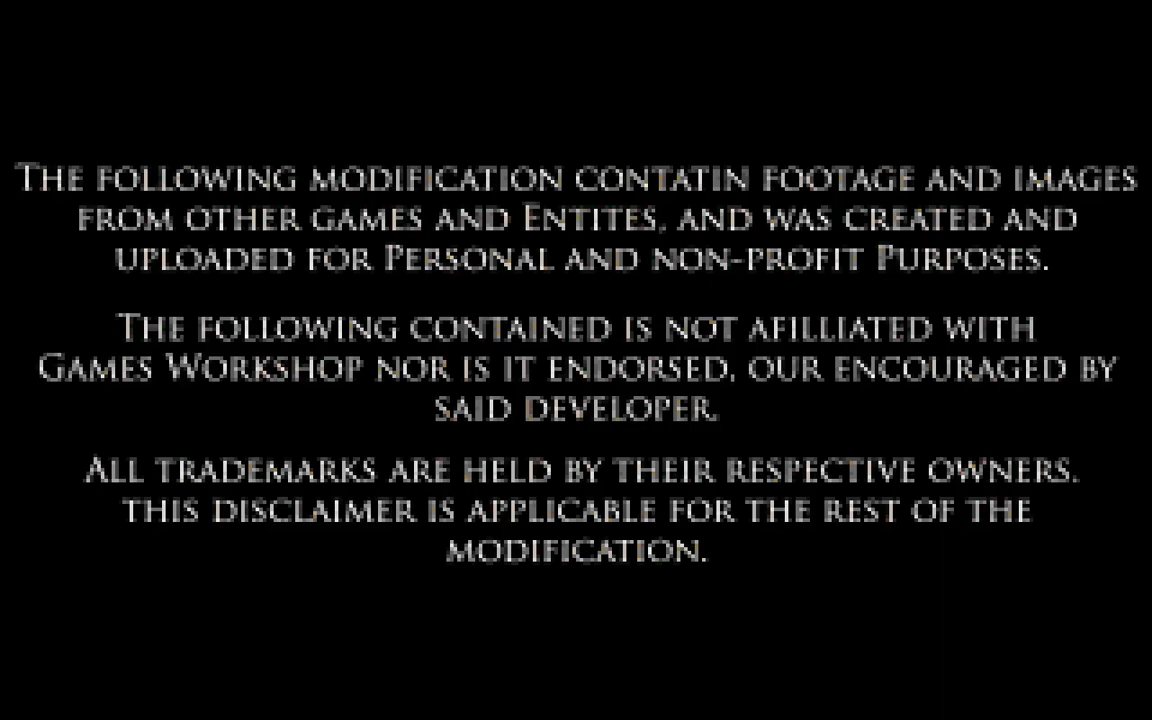 The following modification contatin footage and images
from other games and Entites, and was created and
uploaded for Personal and non-profit Purposes.
The following contained is not afilliated with
Games Workshop nor is it endorsed, our encouraged by
said developer.
All trademarks are held by their respective owners.
this disclaimer is applicable for the rest of the
modification.